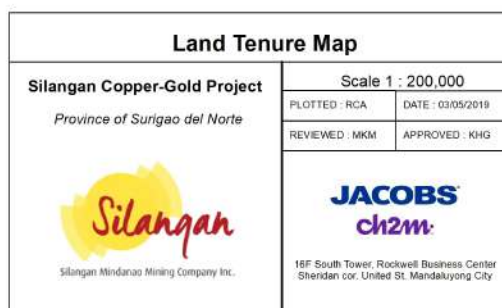 Land Tenure Map
Silangan Copper-Gold Project
Province of Surigao del Norte
Silangan
Silangan Mindanao Mining Company Inc.
Scale 1 : 200,000
PLOTTED : RCA
DATE : 03/05/2019
REVIEWED : MKM
APPROVED : KHG
JACOBS
ch2m
16F South Tower, Rockwell Business Center
Sheridan cor. United St. Mandaluyong City